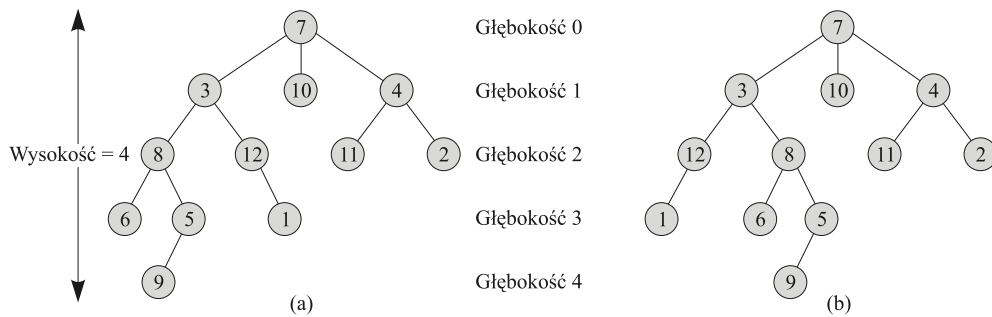 7 Głębokość 0 7
3 10 4 Głębokość 1 3 10 4
Wysokość = 4 8 12 11 2 Głębokość 2 12 8 11 2
6 5 1 Głębokość 3 1 6 5
9 Głębokość 4 9
(a) (b)